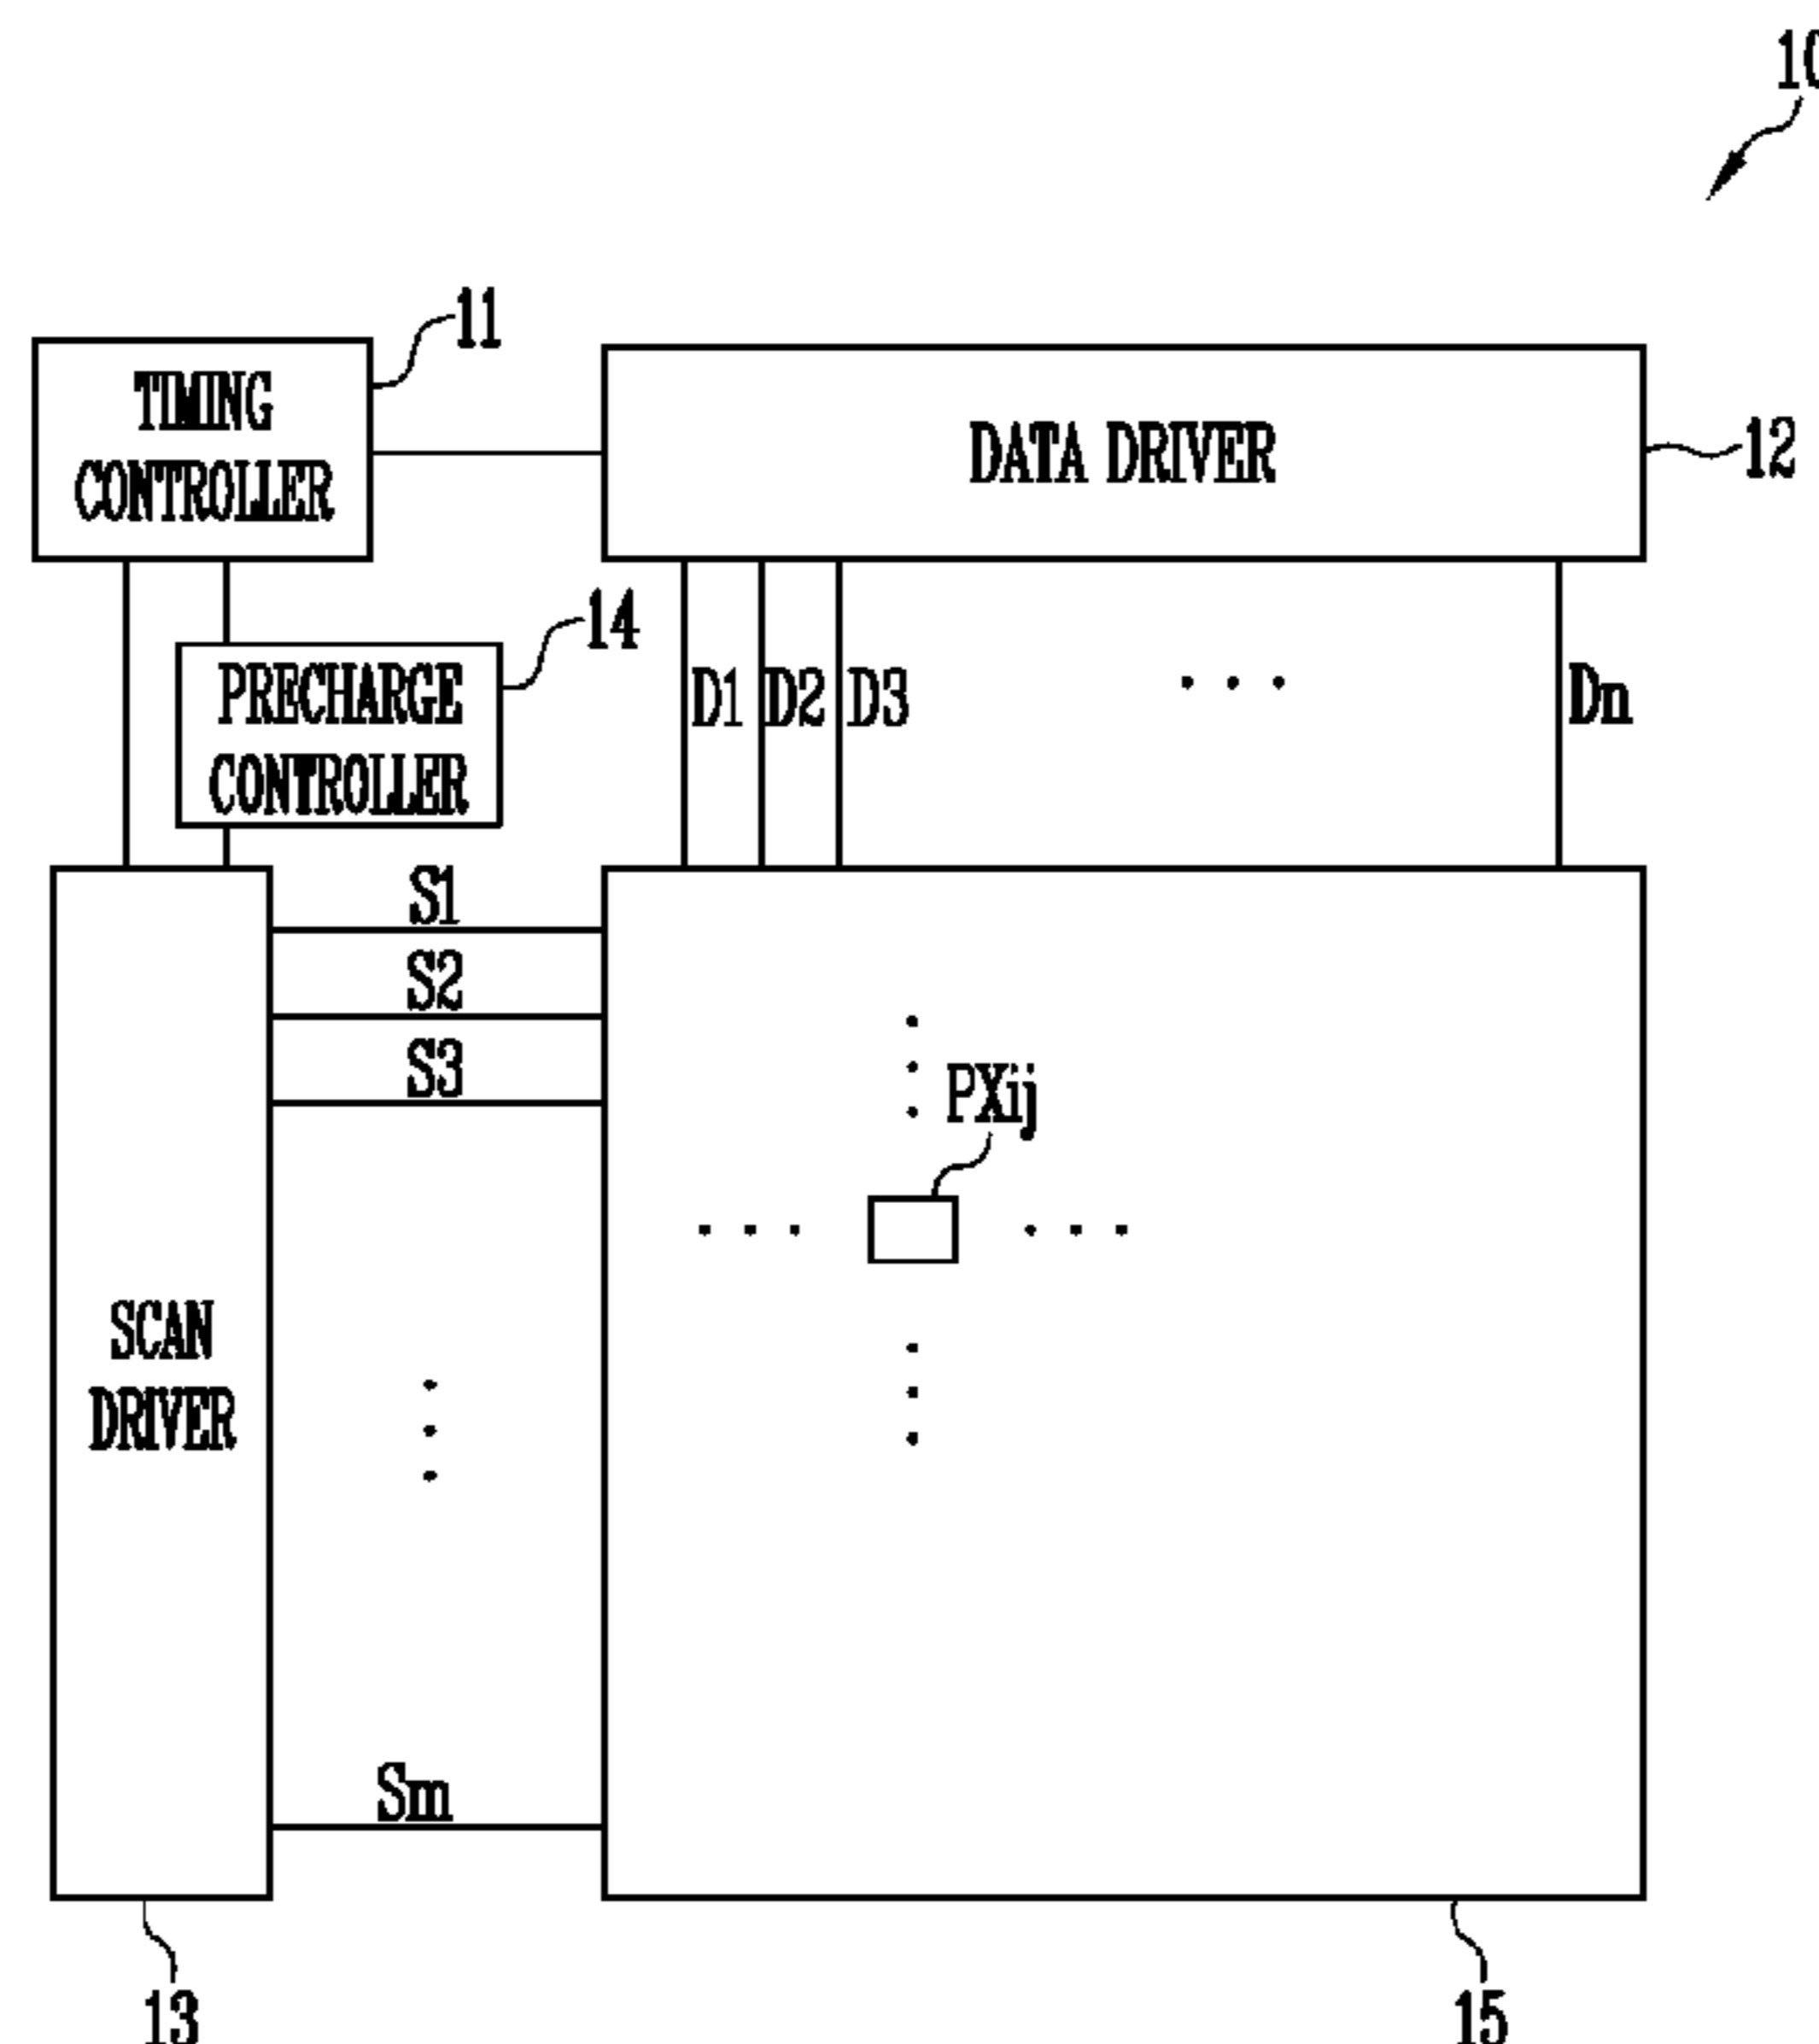 10
11
TIMING
CONTROLLER
DATA DRIVER
12
14
PRECHARGE
CONTROLLER
D1 D2 D3 Dn
S1
S2
S3
PXij
SCAN
DRIVER
Sm
13
15